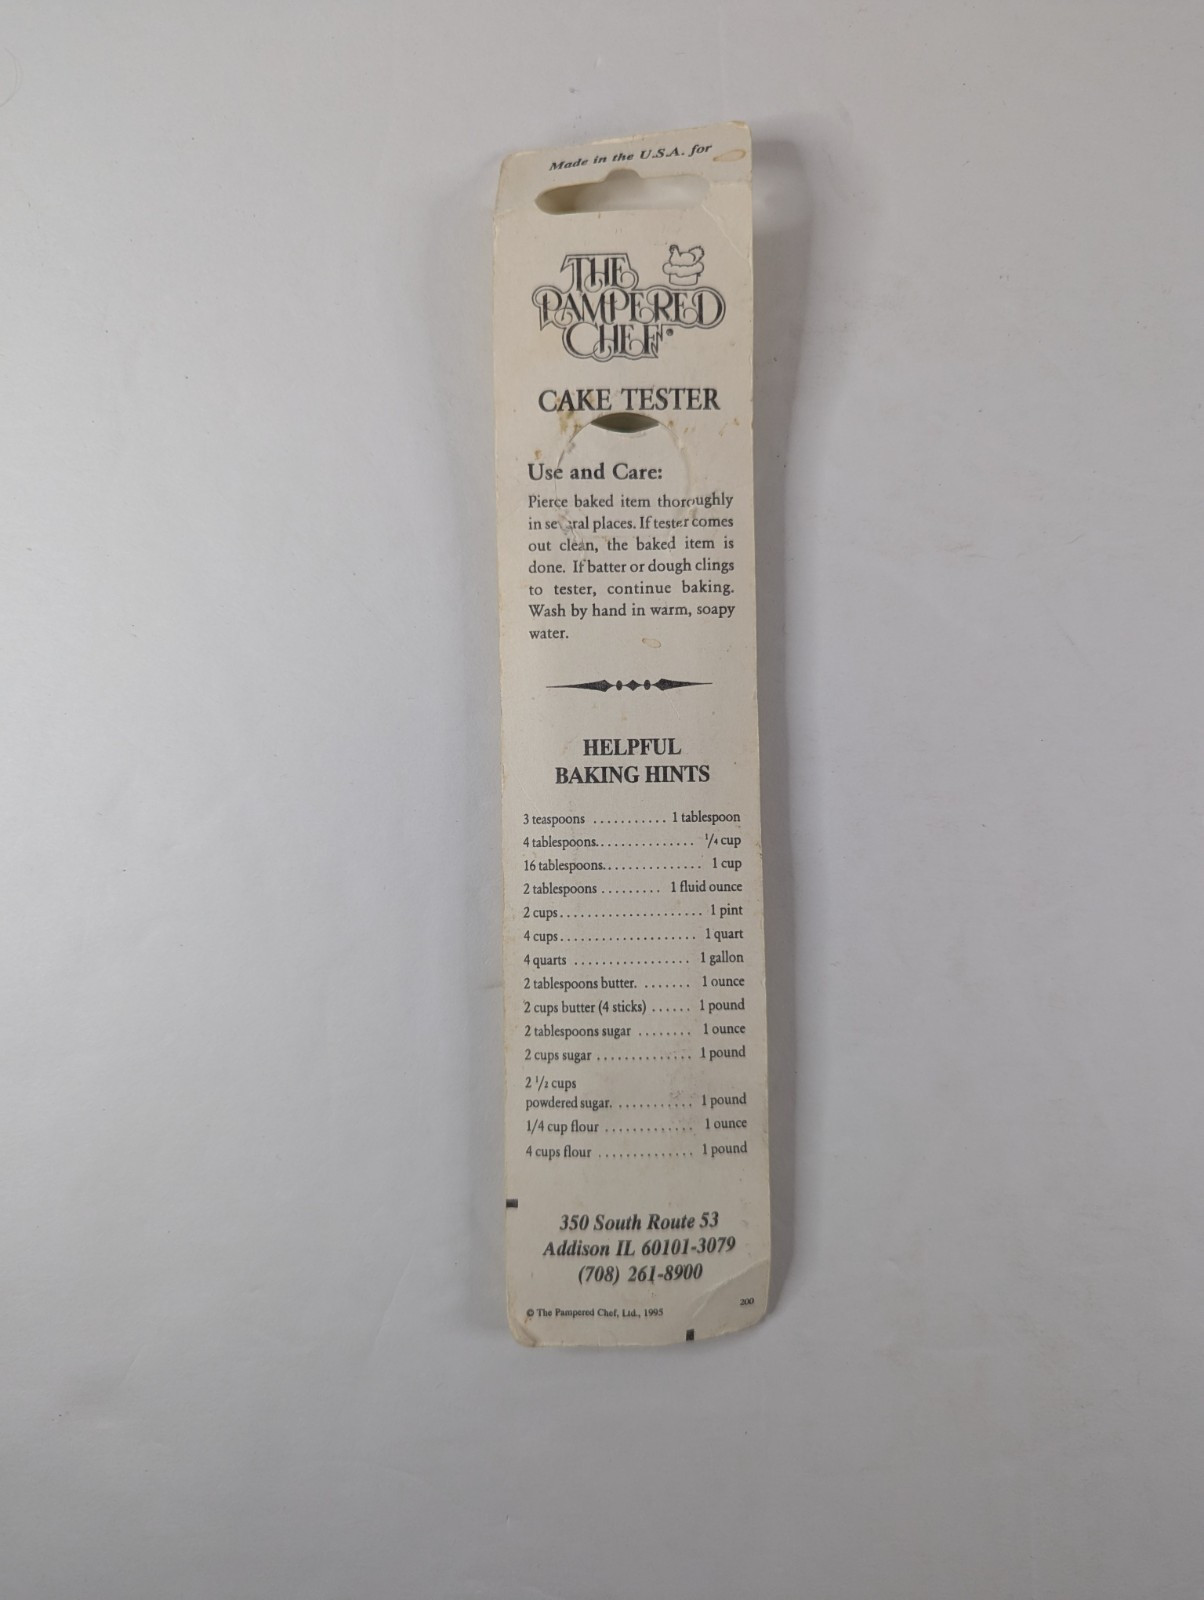 Made in the U.S.A. for
THE
PAMPERED
CHEF®
CAKE TESTER
Use and Care:
Pierce baked item thoroughly
in several places. If tester comes
out clean, the baked item is
done. If batter or dough clings
to tester, continue baking.
Wash by hand in warm, soapy
water.
HELPFUL
BAKING HINTS
3 teaspoons ........... 1 tablespoon
4 tablespoons............... 1/4 cup
16 tablespoons............... 1 cup
2 tablespoons ......... 1 fluid ounce
2 cups..................... 1 pint
4 cups.................... 1 quart
4 quarts ................. 1 gallon
2 tablespoons butter. ....... 1 ounce
2 cups butter (4 sticks) ...... 1 pound
2 tablespoons sugar ........ 1 ounce
2 cups sugar .............. 1 pound
2 1/2 cups
powdered sugar. ........... 1 pound
1/4 cup flour ............. 1 ounce
4 cups flour .............. 1 pound
350 South Route 53
Addison IL 60101-3079
(708) 261-8900
© The Pampered Chef, Ltd., 1995
200